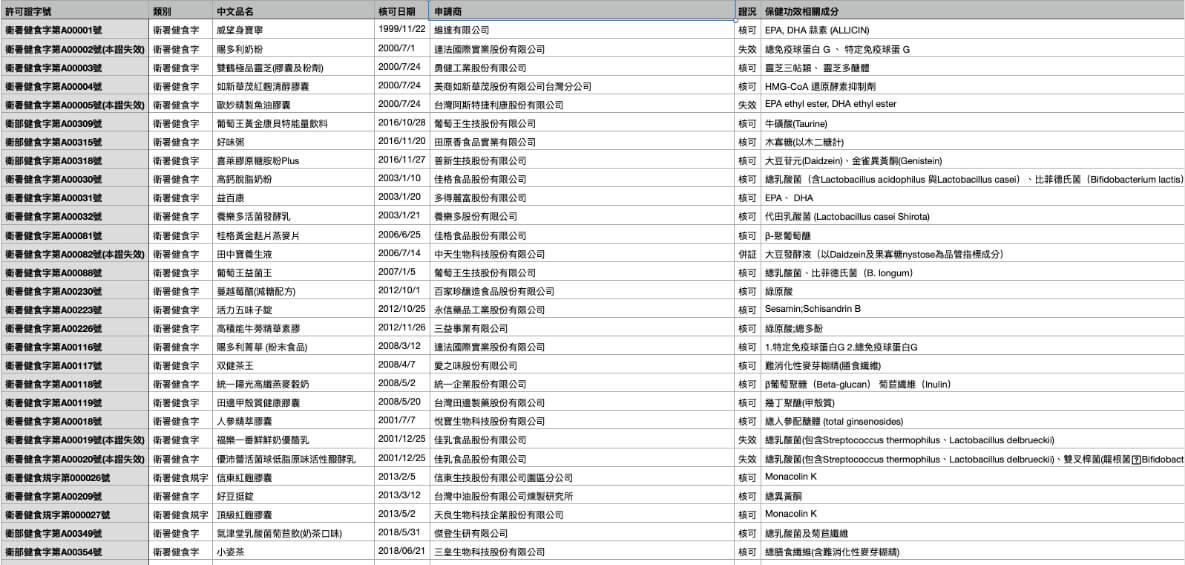 許可證字號 類別 中文品名 核可日期 申請商 證況 保健功效相關成分
衛署健食字第A00001號 衛署健食字 威望身寶寧 1999/11/22 維達有限公司 核可 EPA, DHA 蒜素 (ALLICIN)
衛署健食字第A00002號(本證失效) 衛署健食字 賜多利奶粉 2000/7/1 達法國際實業股份有限公司 失效 總免疫球蛋白 G 、 特定免疫球 G
衛署健食字第A00003號 衛署健食字 雙鶴極品靈芝(膠囊及粉劑) 2000/7/24 勇健工業股份有限公司 核可 靈芝三帖類、 靈芝多醣體
衛署健食字第A00004號 衛署健食字 如新華茂紅麴清醇膠囊 2000/7/24 美商如新華茂股份有限公司台灣分公司 核可 HMG-CoA 還原酵素抑制劑
衛署健食字第A00005號(本證失效) 衛署健食字 歐妙精製魚油膠囊 2000/7/24 台灣阿斯特捷利康股份有限公司 失效 EPA ethyl ester, DHA ethyl ester
衛部健食字第A00309號 衛署健食字 葡萄王黃金康貝特能量飲料 2016/10/28 葡萄王生技股份有限公司 核可 牛磺酸(Taurine)
衛部健食字第A00315號 衛署健食字 好味粥 2016/11/20 田原香食品實業有限公司 核可 木寡糖(以木二糖計)
衛部健食字第A00318號 衛署健食字 喜萊膠原糖胺粉Plus 2016/11/27 普新生技股份有限公司 核可 大豆苷元(Daidzein)、金雀異黃酮(Genistein)
衛署健食字第A00030號 衛署健食字 高鈣脫脂奶粉 2003/1/10 佳格食品股份有限公司 核可 總乳酸菌（含Lactobacillus acidophilus 與Lactobacillus casei）、比菲德氏菌（Bifidobacterium lactis)
衛署健食字第A00031號 衛署健食字 益百康 2003/1/20 多得麗富股份有限公司 核可 EPA、 DHA
衛署健食字第A00032號 衛署健食字 養樂多活菌發酵乳 2003/1/21 養樂多股份有限公司 核可 代田乳酸菌 (Lactobacillus casei Shirota)
衛署健食字第A00081號 衛署健食字 桂格黃金麩片燕麥片 2006/6/25 佳格食品股份有限公司 核可 β-聚葡萄醣
衛署健食字第A00082號(本證失效) 衛署健食字 田中寶養生液 2006/7/14 中天生物科技股份有限公司 併証 大豆發酵液（以Daidzein及果寡糖nystose為品管指標成分）
衛署健食字第A00088號 衛署健食字 葡萄王益菌王 2007/1/5 葡萄王生技股份有限公司 核可 總乳酸菌、比菲德氏菌（B. longum）
衛署健食字第A00230號 衛署健食字 蔓越莓醋(減糖配方) 2012/10/1 百家珍釀造食品股份有限公司 核可 綠原酸
衛署健食字第A00223號 衛署健食字 活力五味子錠 2012/10/25 永信藥品工業股份有限公司 核可 Sesamin;Schisandrin B
衛署健食字第A00226號 衛署健食字 高積能牛蒡精華素膠 2012/11/26 三益事業有限公司 核可 綠原酸;總多酚
衛署健食字第A00116號 衛署健食字 賜多利菁華 (粉末食品) 2008/3/12 達法國際實業股份有限公司 核可 1.特定免疫球蛋白G 2.總免疫球蛋白G
衛署健食字第A00117號 衛署健食字 双健茶王 2008/4/7 愛之味股份有限公司 核可 難消化性麥芽糊精(膳食纖維)
衛署健食字第A00118號 衛署健食字 統一陽光高纖燕麥穀奶 2008/5/2 統一企業股份有限公司 核可 β葡萄聚糖（Beta-glucan） 菊苣纖維（Inulin）
衛署健食字第A00119號 衛署健食字 田邊甲殼質健康膠囊 2008/5/20 台灣田邊製藥股份有限公司 核可 幾丁聚醣(甲殼質)
衛署健食字第A00018號 衛署健食字 人參精萃膠囊 2001/7/7 悅寶生物科技股份有限公司 核可 總人參配醣體 (total ginsenosides)
衛署健食字第A00019號(本證失效) 衛署健食字 福樂一番鮮鮮奶優酪乳 2001/12/25 佳乳食品股份有限公司 失效 總乳酸菌(包含Streptococcus thermophilus、Lactobacillus delbrueckii)
衛署健食字第A00020號(本證失效) 衛署健食字 優沛蕾活菌球低脂原味活性醱酵乳 2001/12/25 佳乳食品股份有限公司 失效 總乳酸菌(包含Streptococcus thermophilus、Lactobacillus delbrueckii)、雙叉桿菌(龍根菌?Bifidobact
衛署健食規字第000026號 衛署健食規字 信東紅麴膠囊 2013/2/5 信東生技股份有限公司園區分公司 核可 Monacolin K
衛署健食字第A00209號 衛署健食字 好豆挺錠 2013/3/12 台灣中油股份有限公司煉製研究所 核可 總異黃酮
衛署健食規字第000027號 衛署健食規字 頂級紅麴膠囊 2013/5/2 天良生物科技企業股份有限公司 核可 Monacolin K
衛部健食字第A00349號 衛署健食字 氣津堂乳酸菌菊苣飲(奶茶口味) 2018/5/31 傑登生研有限公司 核可 總乳酸菌及菊苣纖維
衛部健食字第A00354號 衛署健食字 小姿茶 2018/06/21 三皇生物科技股份有限公司 核可 總膳食纖維(含難消化性麥芽糊精)